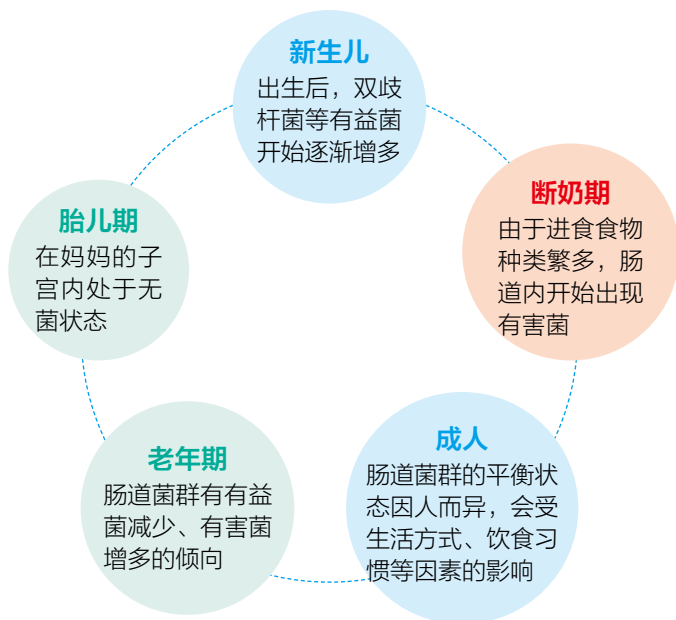 新生儿
出生后，双歧
杆菌等有益菌
开始逐渐增多
断奶期
由于进食食物
种类繁多，肠
道内开始出现
有害菌
胎儿期
在妈妈的子
宫内处于无
菌状态
成人
肠道菌群的平衡状
态因人而异，会受
生活方式、饮食习
惯等因素的影响
老年期
肠道菌群有有益
菌减少、有害菌
增多的倾向